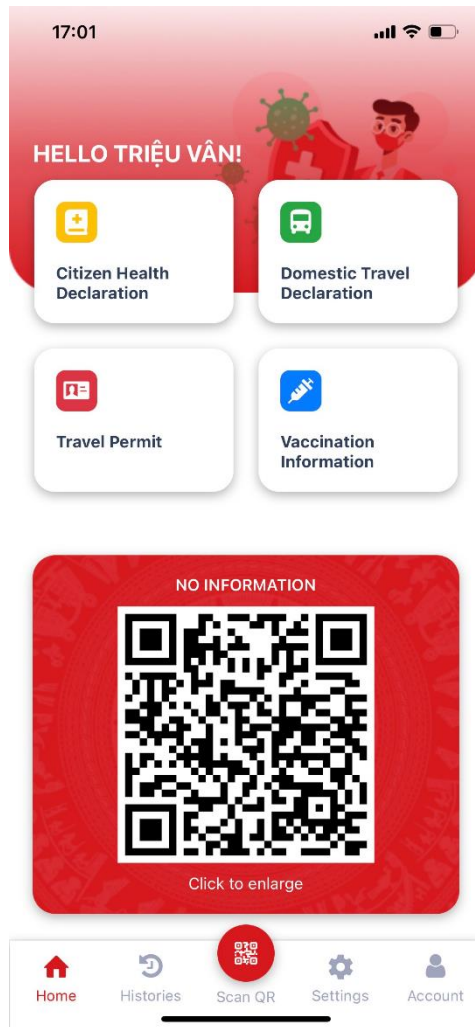 17:01
HELLO TRIỆU VÂN!
Citizen Health
Declaration
Domestic Travel
Declaration
Travel Permit
Vaccination
Information
NO INFORMATION
Click to enlarge
Home
Histories
Scan QR
Settings
Account